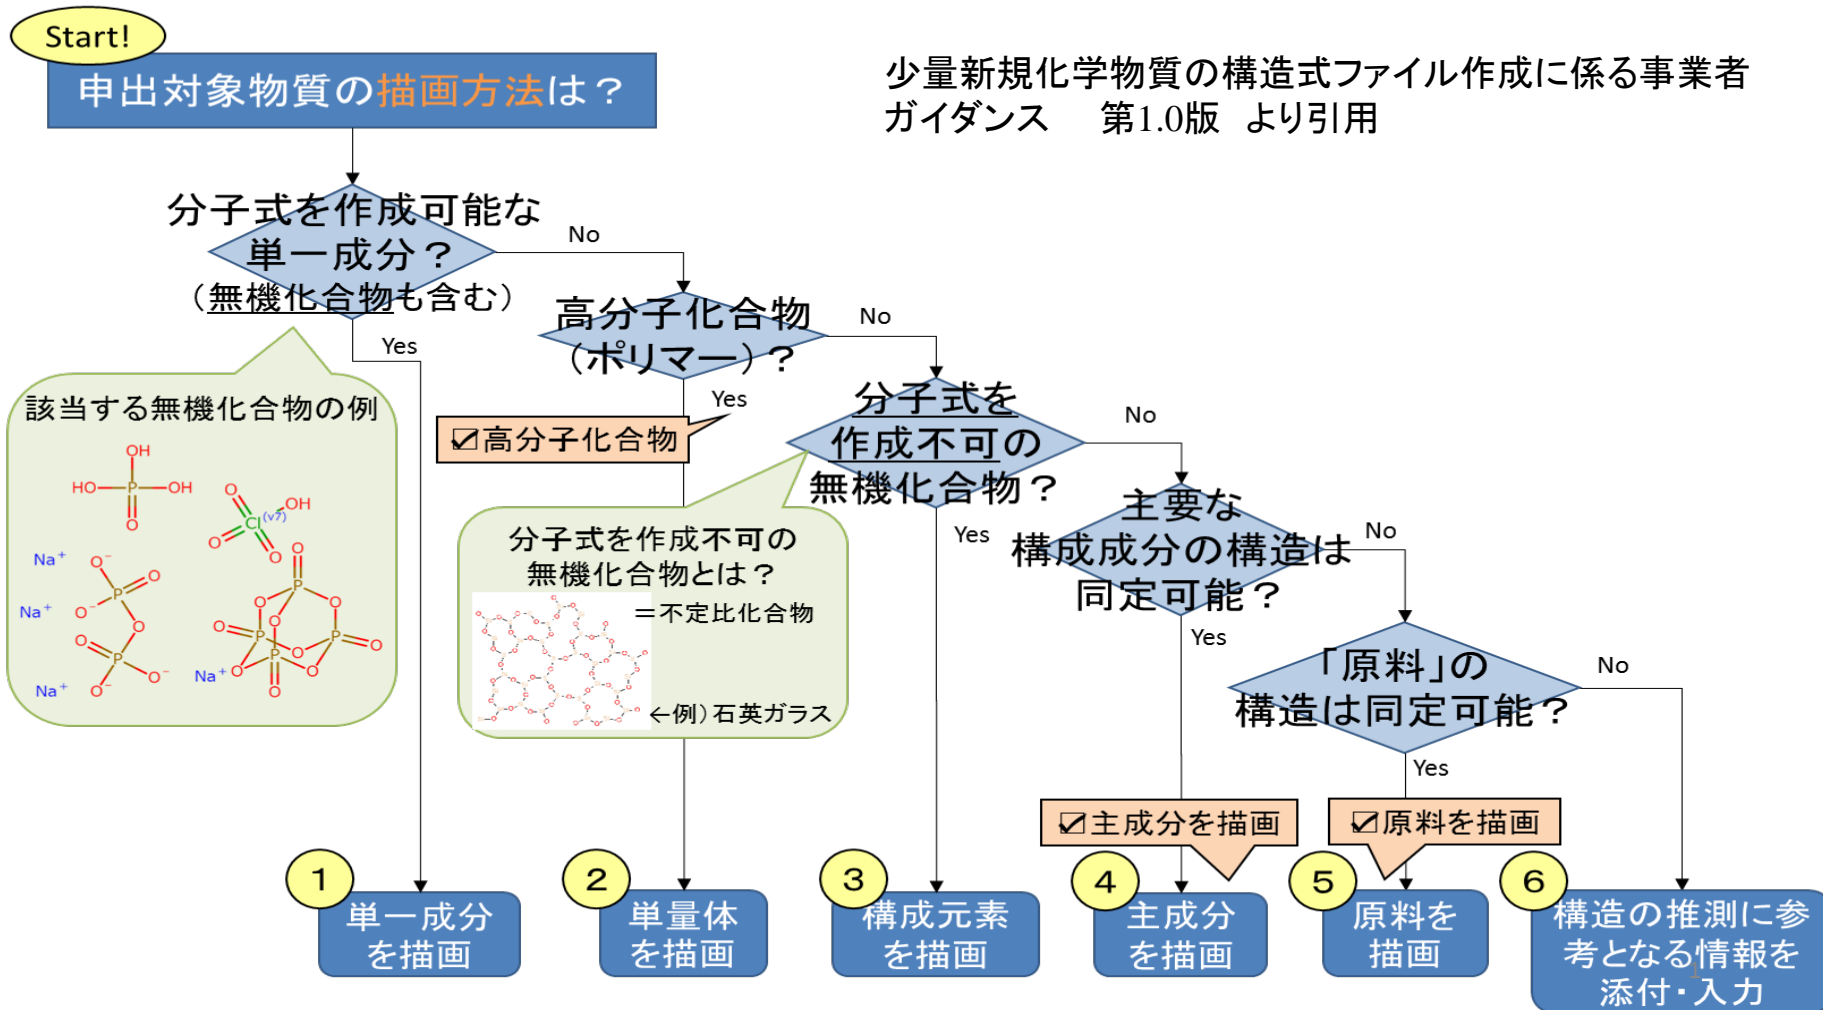 Start!
申出対象物質の描画方法は？
少量新規化学物質の構造式ファイル作成に係る事業者
ガイダンス　第1.0版　より引用
分子式を作成可能な
単一成分？
（無機化合物も含む）
No
Yes
高分子化合物
（ポリマー）？
No
Yes
☑高分子化合物
分子式を
作成不可の
無機化合物？
No
Yes
主要な
構成成分の構造は
同定可能？
No
Yes
「原料」の
構造は同定可能？
No
Yes
該当する無機化合物の例
OH
HO
P
OH
O
O
OH
Cl(v7)
O
O
Na⁺
O⁻
O
P
Na⁺
O⁻
O
O
P
O⁻
Na⁺
O⁻
O
P
O
O
O
O
P
P
O
O
O
P
O
Na⁺
O
分子式を作成不可の
無機化合物とは？
＝不定比化合物
←例）石英ガラス
☑主成分を描画
☑原料を描画
1
単一成分
を描画
2
単量体
を描画
3
構成元素
を描画
4
主成分
を描画
5
原料を
描画
6
構造の推測に参
考となる情報を
添付・入力
1